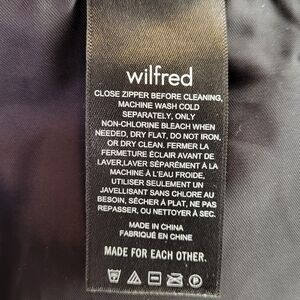 wilfred
CLOSE ZIPPER BEFORE CLEANING,
MACHINE WASH COLD
SEPARATELY, ONLY
NON-CHLORINE BLEACH WHEN
NEEDED, DRY FLAT, DO NOT IRON,
OR DRY CLEAN. FERMER LA
FERMETURE ÉCLAIR AVANT DE
LAVER,LAVER SÉPARÉMENT À LA
MACHINE À L'EAU FROIDE,
UTILISER SEULEMENT UN
JAVELLISANT SANS CHLORE AU
BESOIN, SÉCHER À PLAT, NE PAS
REPASSER, OU NETTOYER À SEC.
MADE IN CHINA
FABRIQUÉ EN CHINE
MADE FOR EACH OTHER.